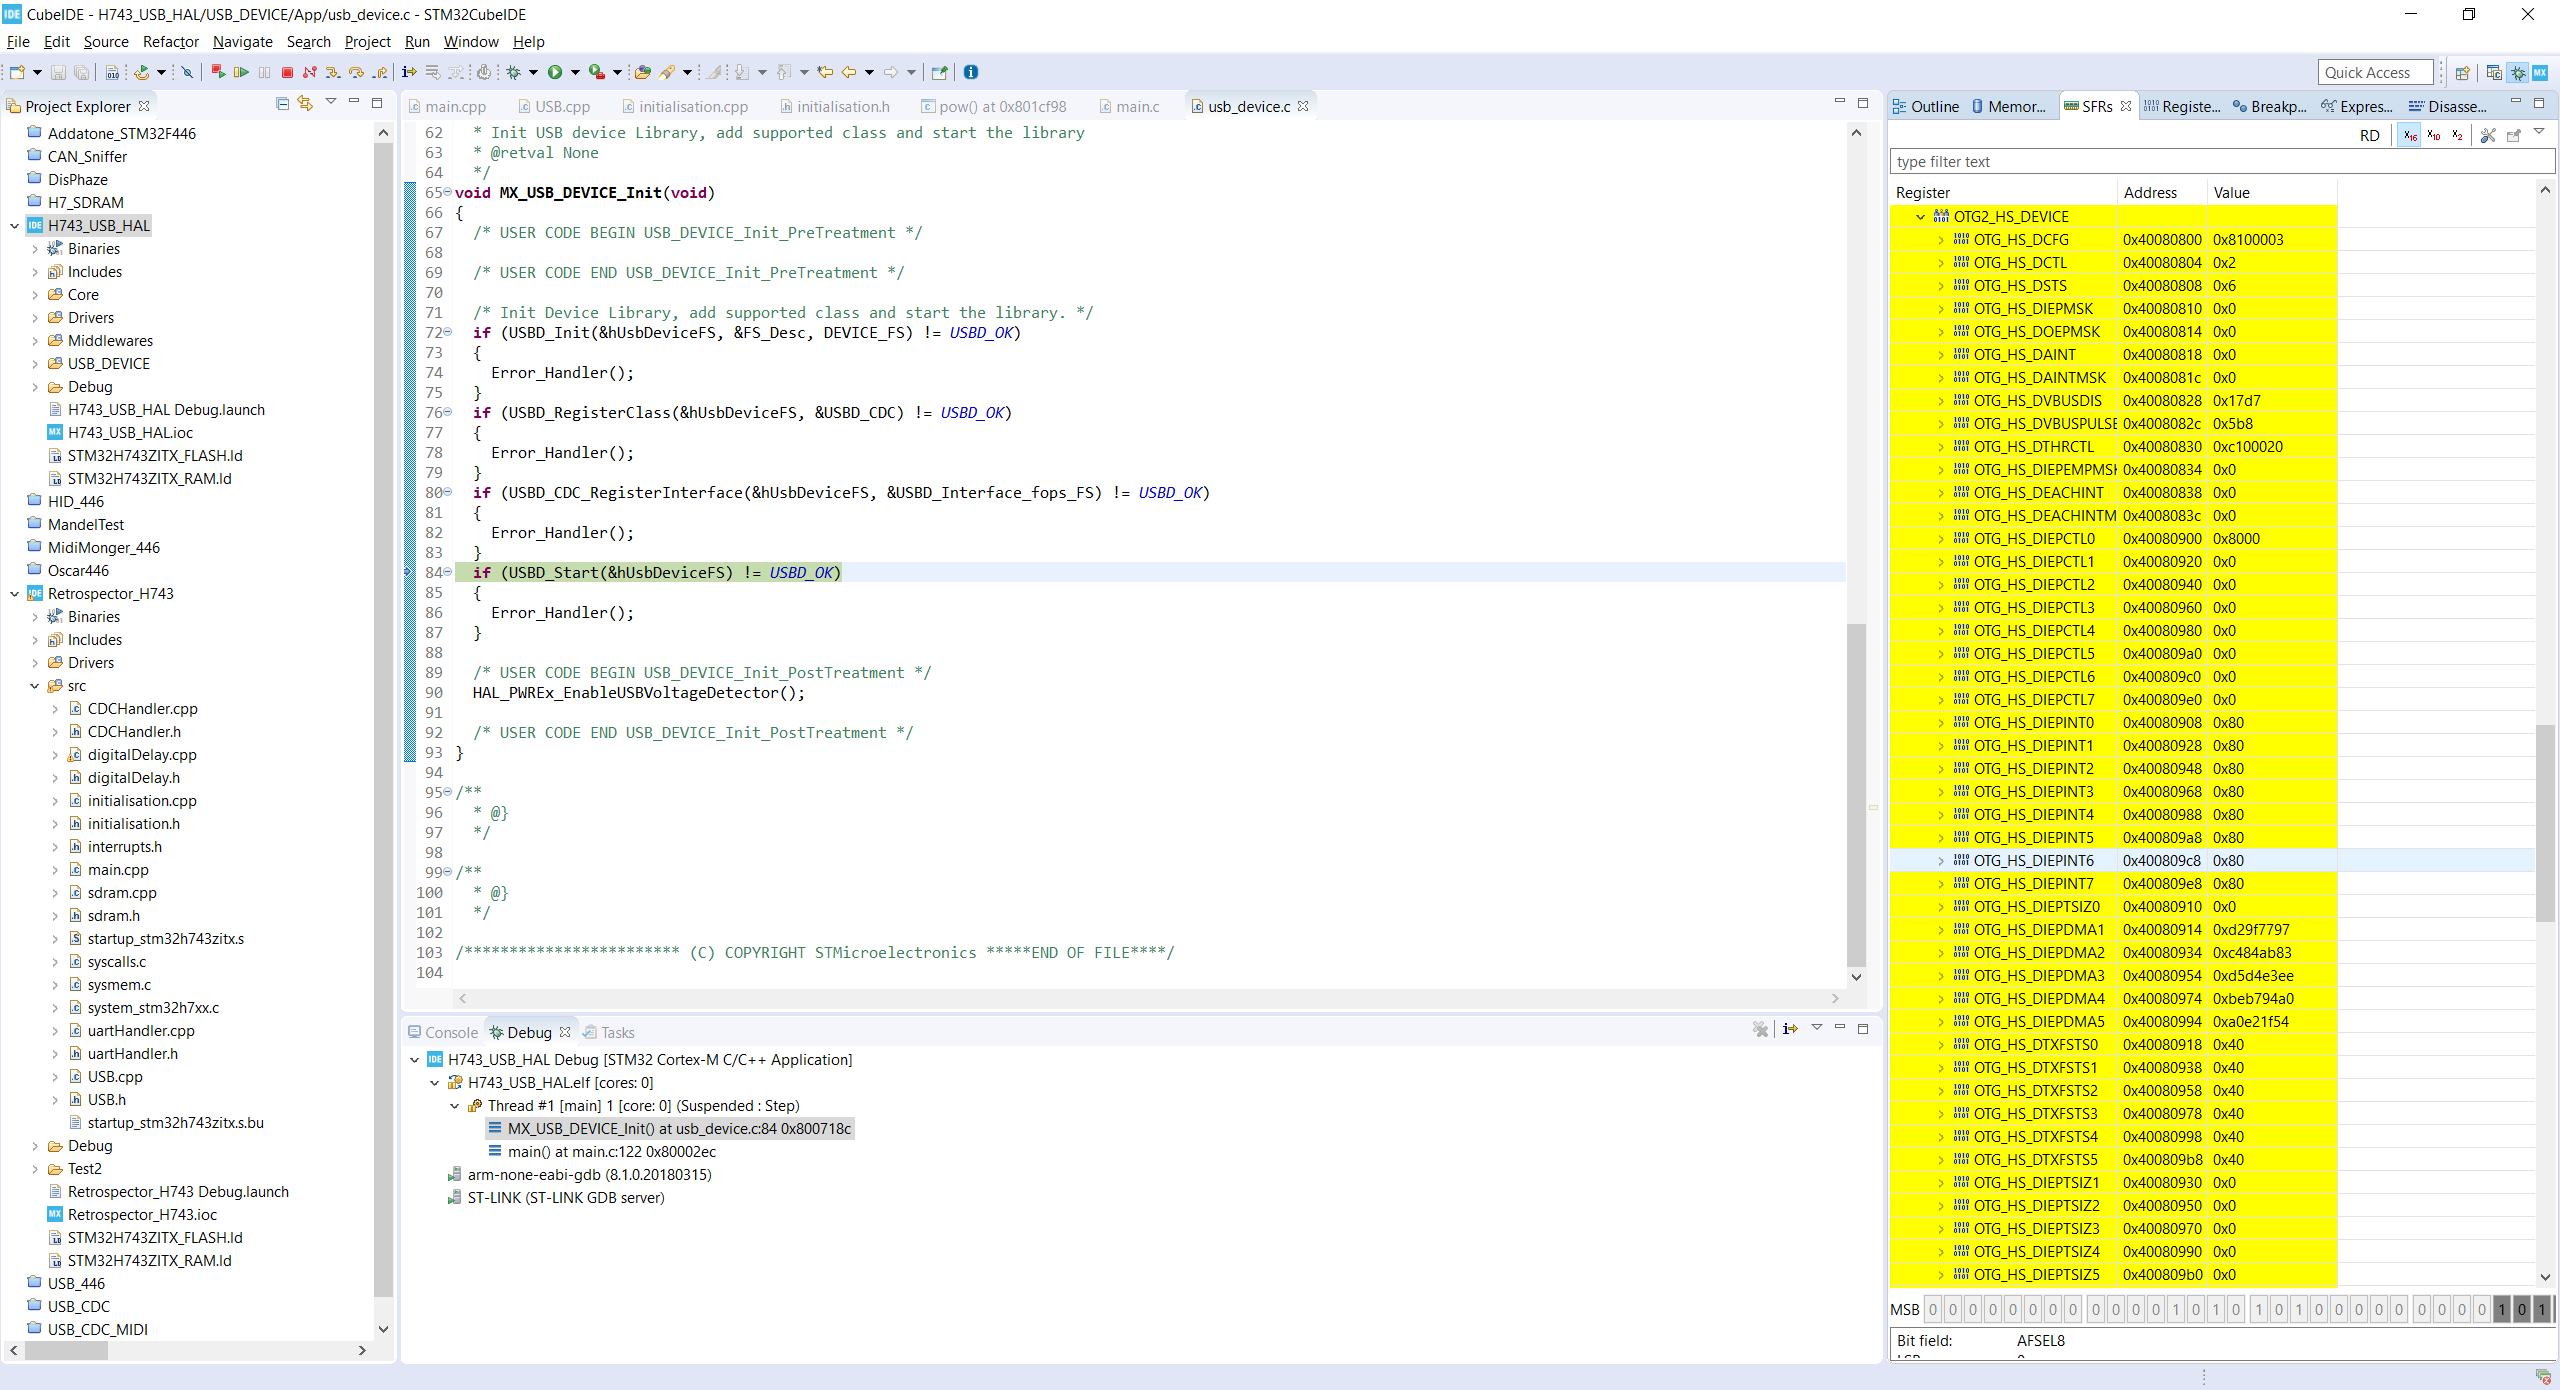 CubeIDE - H743_USB_HAL/USB_DEVICE/App/usb_device.c - STM32CubeIDE
File Edit Source Refactor Navigate Search Project Run Window Help
Quick Access
Project Explorer
Addatone_STM32F446
CAN_Sniffer
DisPhaze
H7_SDRAM
H743_USB_HAL
Binaries
Includes
Core
Drivers
Middlewares
USB_DEVICE
Debug
H743_USB_HAL Debug.launch
H743_USB_HAL.ioc
STM32H743ZITX_FLASH.ld
STM32H743ZITX_RAM.ld
HID_446
MandelTest
MidiMonger_446
Oscar446
Retrospector_H743
Binaries
Includes
Drivers
src
CDCHandler.cpp
CDCHandler.h
digitalDelay.cpp
digitalDelay.h
initialisation.cpp
initialisation.h
interrupts.h
main.cpp
sdram.cpp
sdram.h
startup_stm32h743zitx.s
syscalls.c
sysmem.c
system_stm32h7xx.c
uartHandler.cpp
uartHandler.h
USB.cpp
USB.h
startup_stm32h743zitx.s.bu
Debug
Test2
Retrospector_H743 Debug.launch
Retrospector_H743.ioc
STM32H743ZITX_FLASH.ld
STM32H743ZITX_RAM.ld
USB_446
USB_CDC
USB_CDC_MIDI
main.cpp USB.cpp initialisation.cpp initialisation.h pow() at 0x801cf98 main.c usb_device.c
62 * Init USB device Library, add supported class and start the library
63 * @retval None
64 */
65 void MX_USB_DEVICE_Init(void)
66 {
67 /* USER CODE BEGIN USB_DEVICE_Init_PreTreatment */
68
69 /* USER CODE END USB_DEVICE_Init_PreTreatment */
70
71 /* Init Device Library, add supported class and start the library. */
72 if (USBD_Init(&hUsbDeviceFS, &FS_Desc, DEVICE_FS) != USBD_OK)
73 {
74 Error_Handler();
75 }
76 if (USBD_RegisterClass(&hUsbDeviceFS, &USBD_CDC) != USBD_OK)
77 {
78 Error_Handler();
79 }
80 if (USBD_CDC_RegisterInterface(&hUsbDeviceFS, &USBD_Interface_fops_FS) != USBD_OK)
81 {
82 Error_Handler();
83 }
84 if (USBD_Start(&hUsbDeviceFS) != USBD_OK)
85 {
86 Error_Handler();
87 }
88
89 /* USER CODE BEGIN USB_DEVICE_Init_PostTreatment */
90 HAL_PWREx_EnableUSBVoltageDetector();
91
92 /* USER CODE END USB_DEVICE_Init_PostTreatment */
93 }
94
95 /**
96 * @}
97 */
98
99 /**
100 * @}
101 */
102
103 /************************ (C) COPYRIGHT STMicroelectronics *****END OF FILE****/
104
Console Debug Tasks
H743_USB_HAL Debug [STM32 Cortex-M C/C++ Application]
H743_USB_HAL.elf [cores: 0]
Thread #1 [main] 1 [core: 0] (Suspended : Step)
MX_USB_DEVICE_Init() at usb_device.c:84 0x800718c
main() at main.c:122 0x80002ec
arm-none-eabi-gdb (8.1.0.20180315)
ST-LINK (ST-LINK GDB server)
Outline Memor... SFRs Registe... Breakp... Expres... Disasse...
RD X16 X10 X2
type filter text
Register Address Value
OTG2_HS_DEVICE
OTG_HS_DCFG 0x40080800 0x8100003
OTG_HS_DCTL 0x40080804 0x2
OTG_HS_DSTS 0x40080808 0x6
OTG_HS_DIEPMSK 0x40080810 0x0
OTG_HS_DOEPMSK 0x40080814 0x0
OTG_HS_DAINT 0x40080818 0x0
OTG_HS_DAINTMSK 0x4008081c 0x0
OTG_HS_DVBUSDIS 0x40080828 0x17d7
OTG_HS_DVBUSPULSE 0x4008082c 0x5b8
OTG_HS_DTHRCTL 0x40080830 0xc100020
OTG_HS_DIEPEMPMSK 0x40080834 0x0
OTG_HS_DEACHINT 0x40080838 0x0
OTG_HS_DEACHINTM 0x4008083c 0x0
OTG_HS_DIEPCTL0 0x40080900 0x8000
OTG_HS_DIEPCTL1 0x40080920 0x0
OTG_HS_DIEPCTL2 0x40080940 0x0
OTG_HS_DIEPCTL3 0x40080960 0x0
OTG_HS_DIEPCTL4 0x40080980 0x0
OTG_HS_DIEPCTL5 0x400809a0 0x0
OTG_HS_DIEPCTL6 0x400809c0 0x0
OTG_HS_DIEPCTL7 0x400809e0 0x0
OTG_HS_DIEPINT0 0x40080908 0x80
OTG_HS_DIEPINT1 0x40080928 0x80
OTG_HS_DIEPINT2 0x40080948 0x80
OTG_HS_DIEPINT3 0x40080968 0x80
OTG_HS_DIEPINT4 0x40080988 0x80
OTG_HS_DIEPINT5 0x400809a8 0x80
OTG_HS_DIEPINT6 0x400809c8 0x80
OTG_HS_DIEPINT7 0x400809e8 0x80
OTG_HS_DIEPTSIZ0 0x40080910 0x0
OTG_HS_DIEPDMA1 0x40080914 0xd29f7797
OTG_HS_DIEPDMA2 0x40080934 0xc484ab83
OTG_HS_DIEPDMA3 0x40080954 0xd5d4e3ee
OTG_HS_DIEPDMA4 0x40080974 0xbeb794a0
OTG_HS_DIEPDMA5 0x40080994 0xa0e21f54
OTG_HS_DTXFSTS0 0x40080918 0x40
OTG_HS_DTXFSTS1 0x40080938 0x40
OTG_HS_DTXFSTS2 0x40080958 0x40
OTG_HS_DTXFSTS3 0x40080978 0x40
OTG_HS_DTXFSTS4 0x40080998 0x40
OTG_HS_DTXFSTS5 0x400809b8 0x40
OTG_HS_DIEPTSIZ1 0x40080930 0x0
OTG_HS_DIEPTSIZ2 0x40080950 0x0
OTG_HS_DIEPTSIZ3 0x40080970 0x0
OTG_HS_DIEPTSIZ4 0x40080990 0x0
OTG_HS_DIEPTSIZ5 0x400809b0 0x0
MSB 0 0 0 0 0 0 0 0 0 0 0 0 1 0 1 0 1 0 1 0 0 0 0 0 0 0 0 0 1 0 1
Bit field: AFSEL8